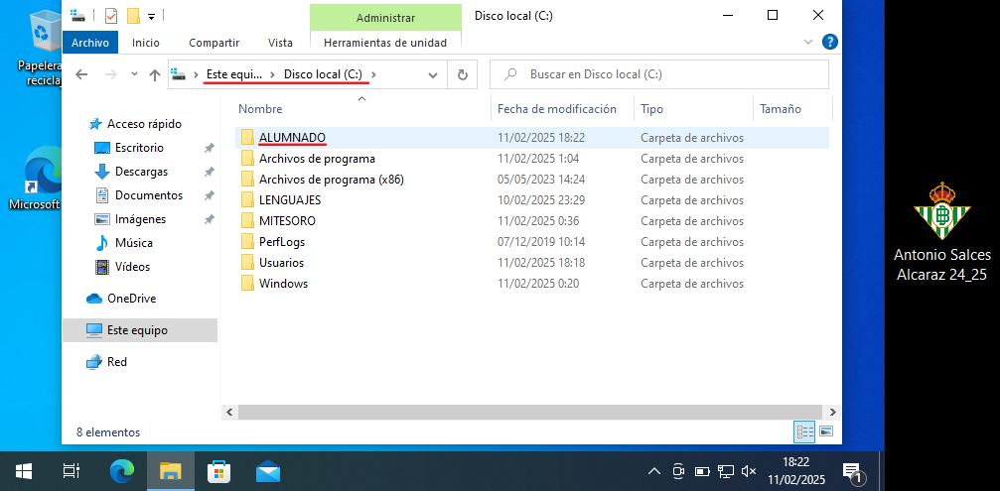 Papelera
recicla
Microsoft
Administrar
Disco local (C:)
Archivo
Inicio
Compartir
Vista
Herramientas de unidad
?
Este equi... > Disco local (C:) >
Buscar en Disco local (C:)
Nombre
Fecha de modificación
Tipo
Tamaño
Acceso rápido
Escritorio
Descargas
Documentos
Imágenes
Música
Vídeos
OneDrive
Este equipo
Red
ALUMNADO 11/02/2025 18:22 Carpeta de archivos
Archivos de programa 11/02/2025 1:04 Carpeta de archivos
Archivos de programa (x86) 05/05/2023 14:24 Carpeta de archivos
LENGUAJES 10/02/2025 23:29 Carpeta de archivos
MITESORO 11/02/2025 0:36 Carpeta de archivos
PerfLogs 07/12/2019 10:14 Carpeta de archivos
Usuarios 11/02/2025 18:18 Carpeta de archivos
Windows 11/02/2025 0:20 Carpeta de archivos
8 elementos
18:22
11/02/2025
1
Antonio Salces
Alcaraz 24_25